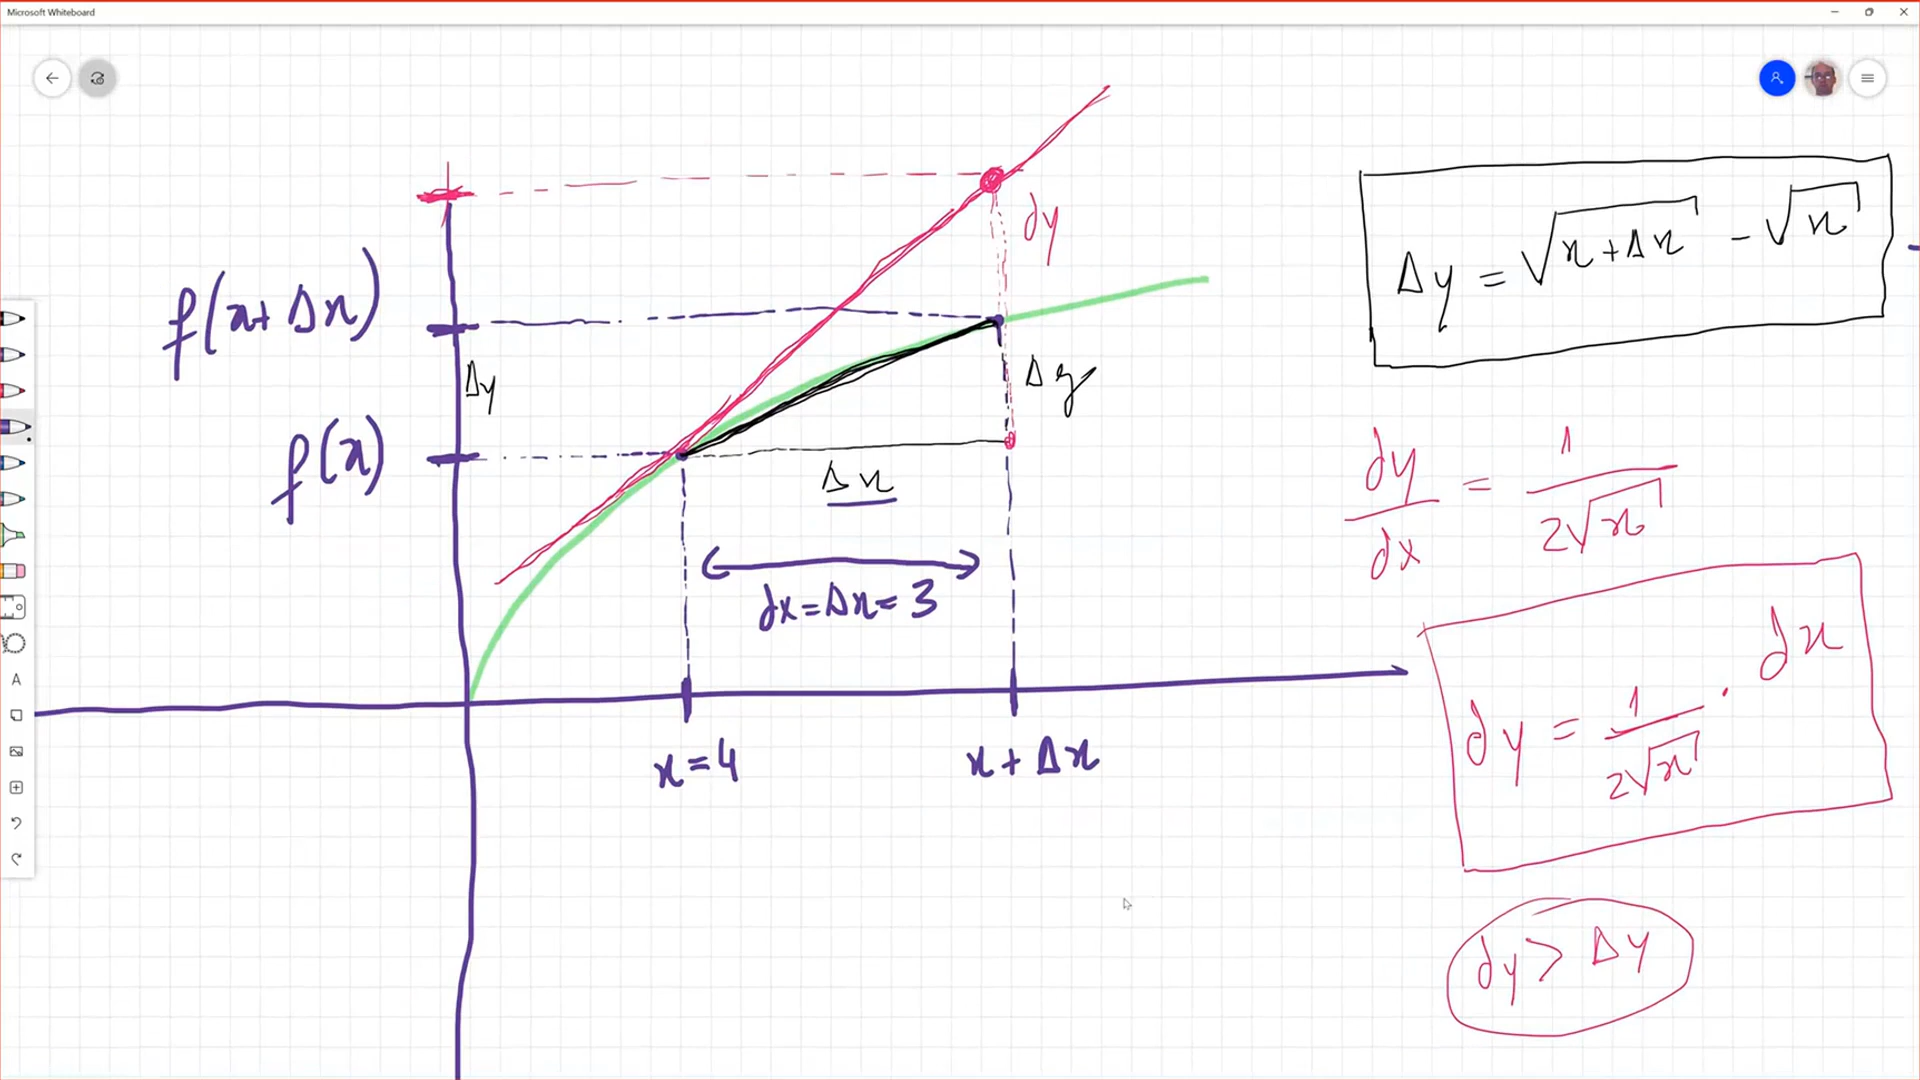 Microsoft Whiteboard
dy
Δy = √(x+Δx) - √x
f(x+Δx)
Δy
Δy
f(x)
Δx
dy/dx = 1/(2√x)
dx = Δx = 3
dy = 1/(2√x) · dx
x = 4
x + Δx
dy > Δy
A